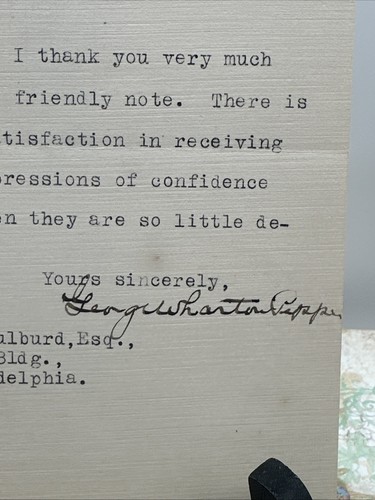 I thank you very much
friendly note. There is
tisfaction in receiving
pressions of confidence
en they are so little de-
Yours sincerely,
George Wharton Pepper
ulburd, Esq.,
Bldg.,
delphia.